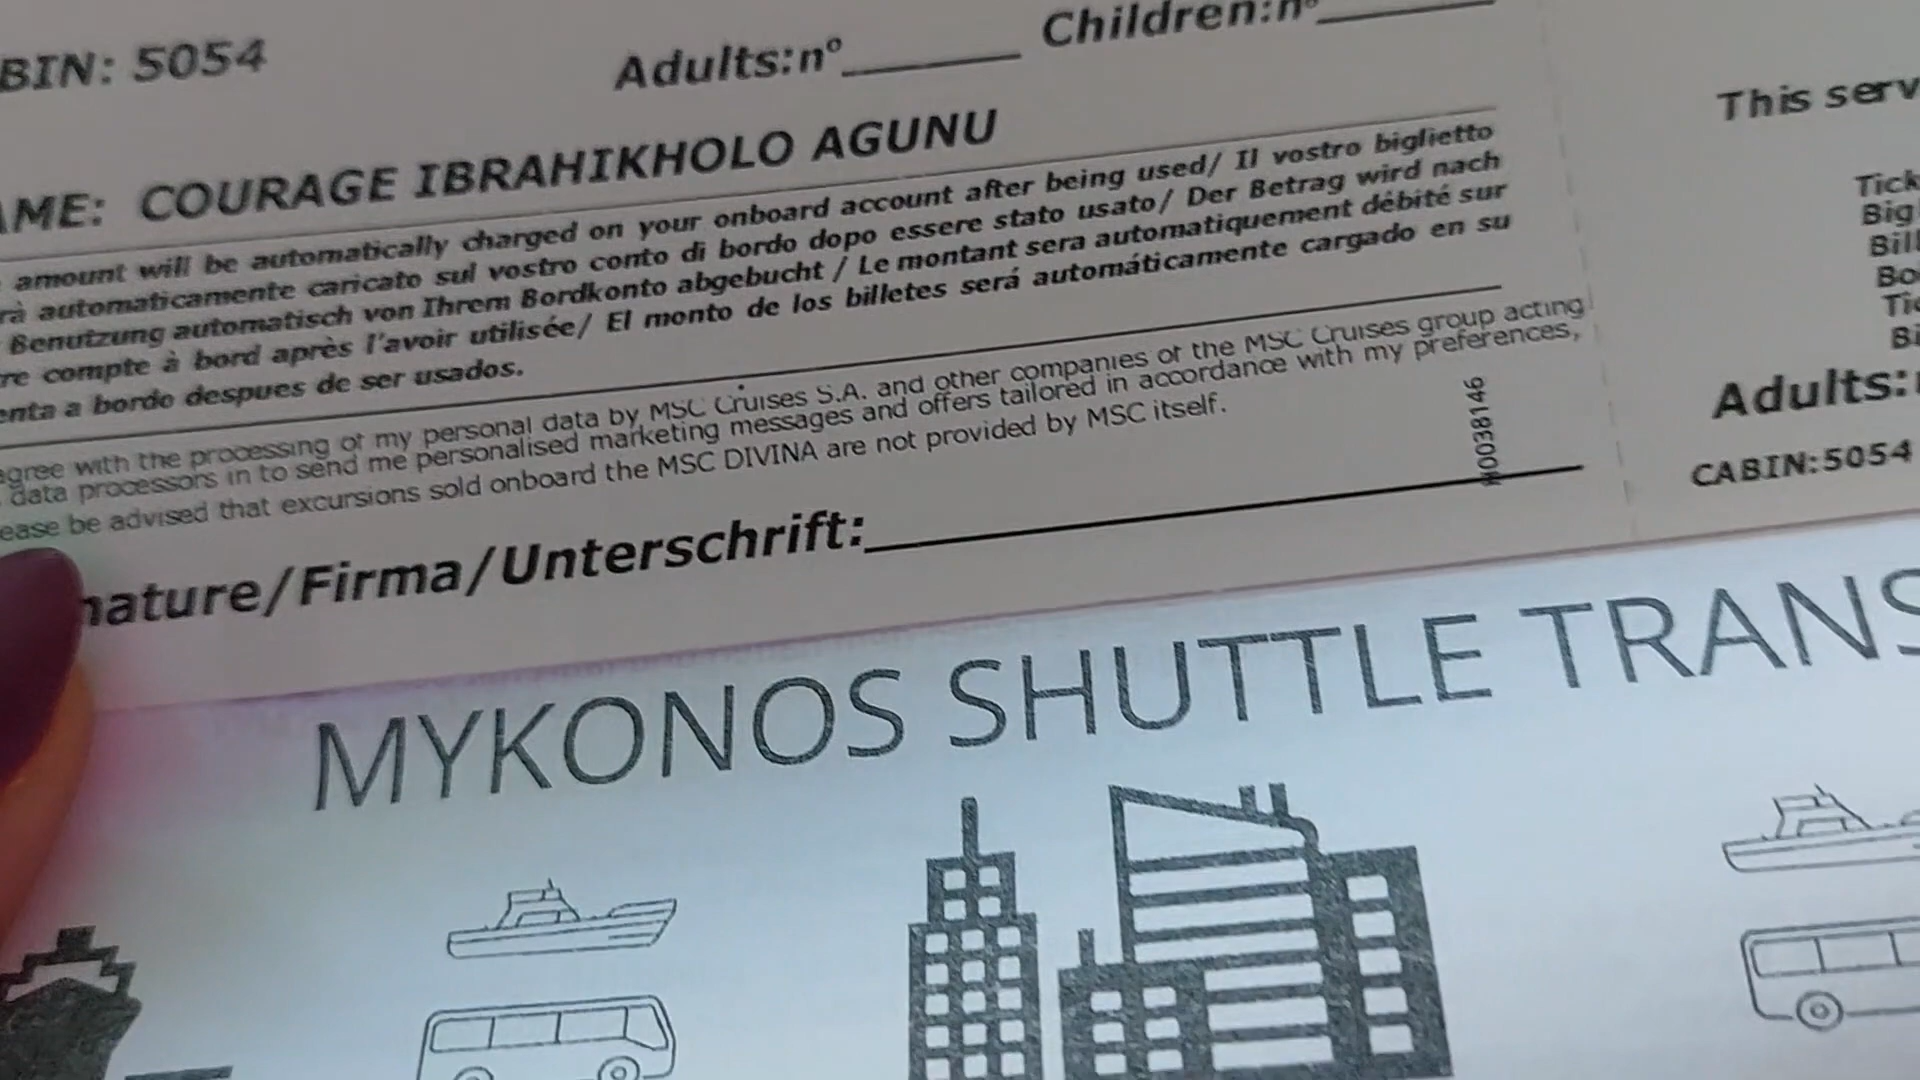 BIN: 5054 Adults:nº______ Children:nº______
AME: COURAGE IBRAHIKHOLO AGUNU
amount will be automatically charged on your onboard account after being used/ Il vostro biglietto
rà automaticamente caricato sul vostro conto di bordo dopo essere stato usato/ Der Betrag wird nach
Benutzung automatisch von Ihrem Bordkonto abgebucht / Le montant sera automatiquement débité sur
re compte à bord après l'avoir utilisée/ El monto de los billetes será automáticamente cargado en su
enta a bordo despues de ser usados.
agree with the processing of my personal data by MSC Cruises S.A. and other companies of the MSC Cruises group acting
data processors in to send me personalised marketing messages and offers tailored in accordance with my preferences,
ease be advised that excursions sold onboard the MSC DIVINA are not provided by MSC itself.
nature/Firma/Unterschrift:______
0038146
This serv
Tick
Big
Bill
Bo
Tic
Bi
Adults:
CABIN:5054
MYKONOS SHUTTLE TRANS